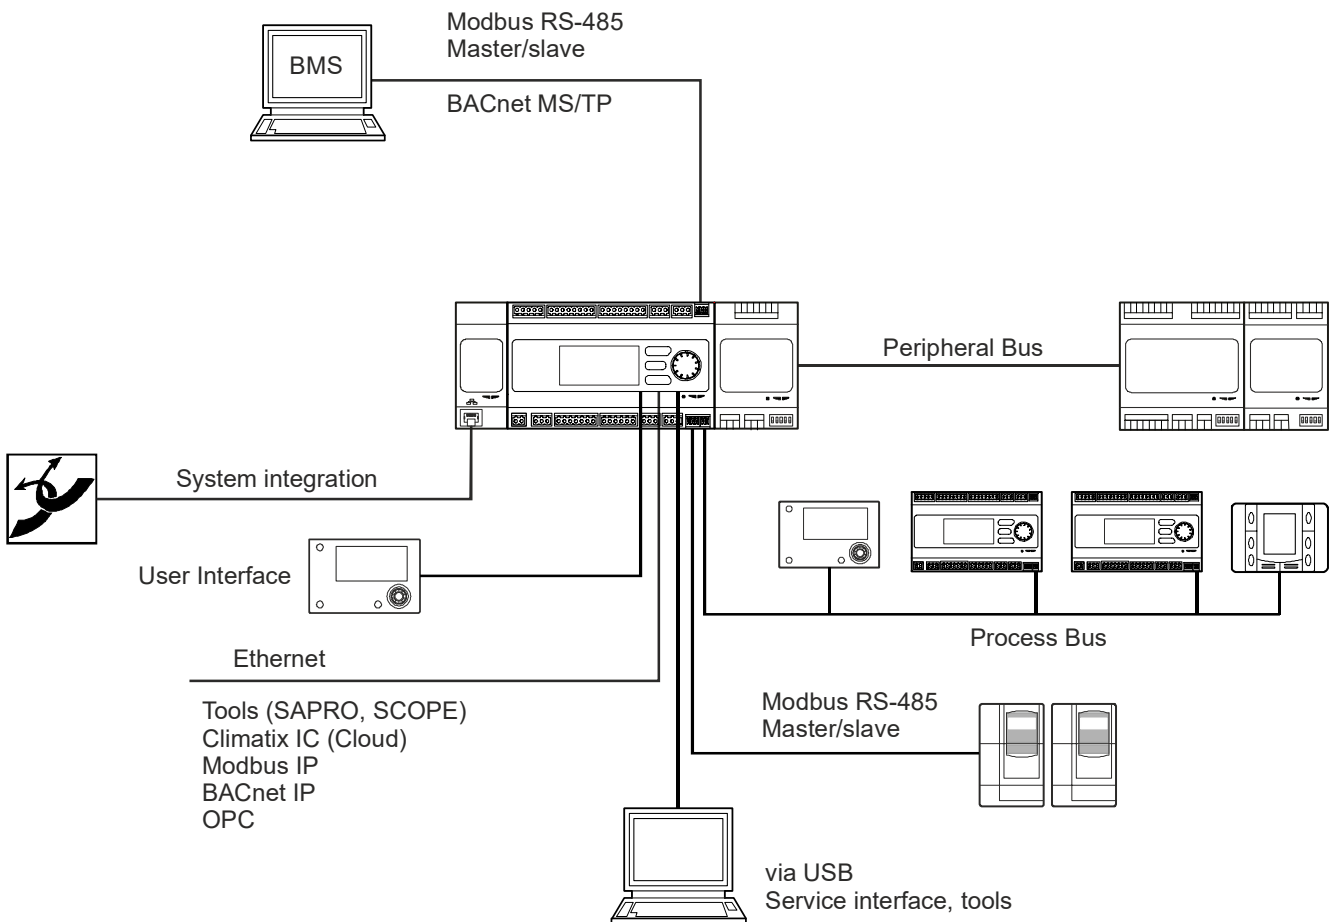 Modbus RS-485
Master/slave
BMS
BACnet MS/TP
Peripheral Bus
System integration
User Interface
Process Bus
Ethernet
Tools (SAPRO, SCOPE)
Climatix IC (Cloud)
Modbus IP
BACnet IP
OPC
Modbus RS-485
Master/slave
via USB
Service interface, tools